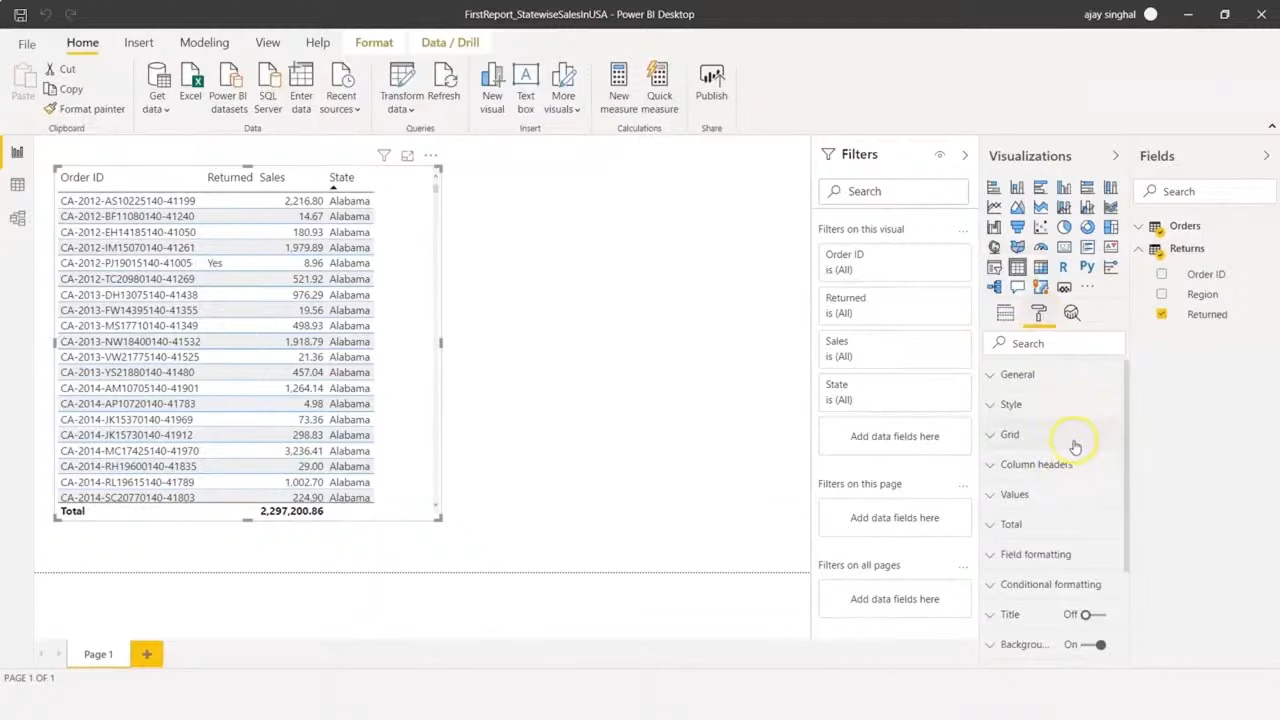 FirstReport_StatewiseSalesInUSA - Power BI Desktop
ajay singhal
File Home Insert Modeling View Help Format Data / Drill
Paste
Cut
Copy
Format painter
Get data
Excel
Power BI datasets
SQL Server
Enter data
Recent sources
Transform data
Refresh
New visual
Text box
More visuals
New measure
Quick measure
Publish
Clipboard Data Queries Insert Calculations Share
Order ID Returned Sales State
CA-2012-AS10225140-41199 2,216.80 Alabama
CA-2012-BF11080140-41240 14.67 Alabama
CA-2012-EH14185140-41050 180.93 Alabama
CA-2012-IM15070140-41261 1,979.89 Alabama
CA-2012-PJ19015140-41005 Yes 8.96 Alabama
CA-2012-TC20980140-41269 521.92 Alabama
CA-2013-DH13075140-41438 976.29 Alabama
CA-2013-FW14395140-41355 19.56 Alabama
CA-2013-MS17710140-41349 498.93 Alabama
CA-2013-NW18400140-41532 1,918.79 Alabama
CA-2013-VW21775140-41525 21.36 Alabama
CA-2013-YS21880140-41480 457.04 Alabama
CA-2014-AM10705140-41901 1,264.14 Alabama
CA-2014-AP10720140-41783 4.98 Alabama
CA-2014-JK15370140-41969 73.36 Alabama
CA-2014-JK15730140-41912 298.83 Alabama
CA-2014-MC17425140-41970 3,236.41 Alabama
CA-2014-RH19600140-41835 29.00 Alabama
CA-2014-RL19615140-41789 1,002.70 Alabama
CA-2014-SC20770140-41803 224.90 Alabama
Total 2,297,200.86
Filters
Search
Filters on this visual ...
Order ID
is (All)
Returned
is (All)
Sales
is (All)
State
is (All)
Add data fields here
Filters on this page ...
Add data fields here
Filters on all pages ...
Add data fields here
Visualizations
R Py
Search
General
Style
Grid
Column headers
Values
Total
Field formatting
Conditional formatting
Title Off
Backgrou... On
Fields
Search
Orders
Returns
Order ID
Region
Returned
Page 1
PAGE 1 OF 1